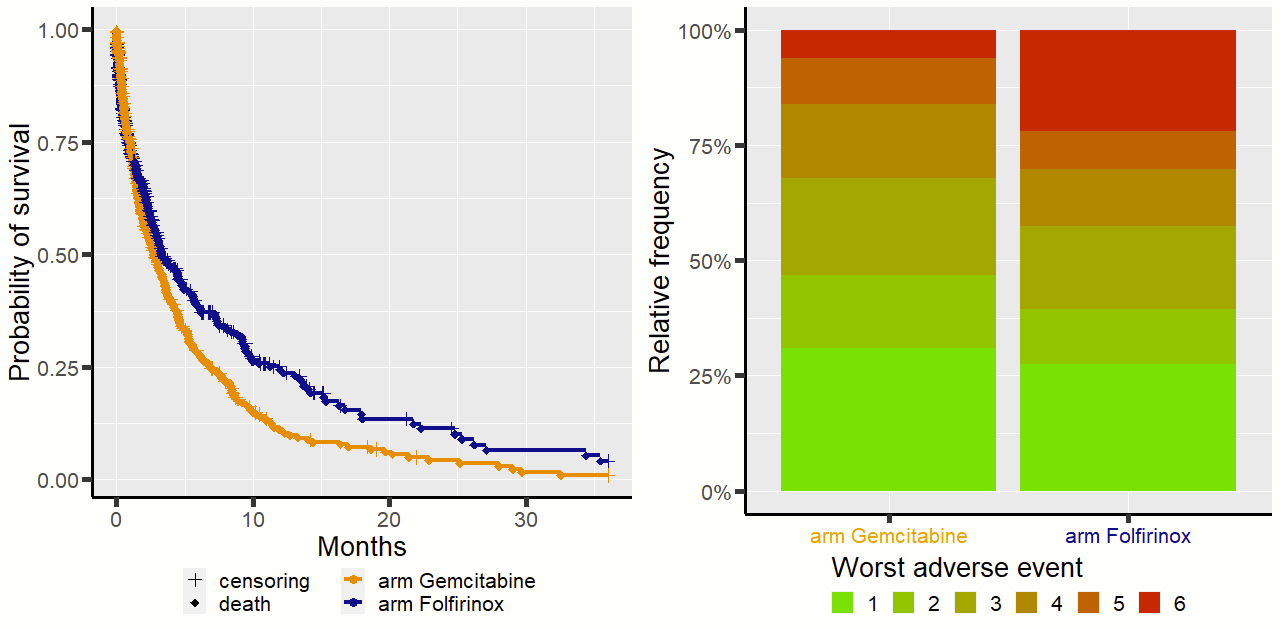 Probability of survival
1.00
0.75
0.50
0.25
0.00
0 10 20 30
Months
censoring arm Gemcitabine
death arm Folfirinox
Relative frequency
100%
75%
50%
25%
0%
arm Gemcitabine arm Folfirinox
Worst adverse event
1 2 3 4 5 6